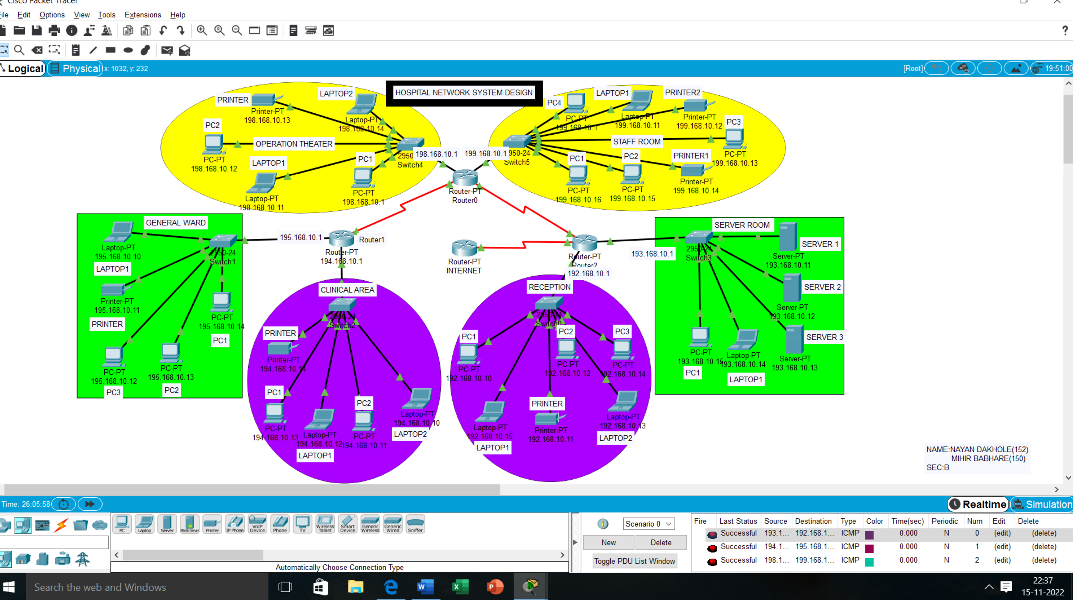 Cisco Packet Tracer
File Edit Options View Tools Extensions Help
Logical Physical x: 1032, y: 232
[Root]
19:51:00
HOSPITAL NETWORK SYSTEM DESIGN
PRINTER
Printer-PT
198.168.10.13
LAPTOP2
Laptop-PT
198.168.10.14
PC2
PC-PT
198.168.10.12
OPERATION THEATER
LAPTOP1
Laptop-PT
198.168.10.11
PC1
PC-PT
198.168.10.1
2950
Switch4
198.168.10.1
199.168.10.1
950-24
Switch5
PC4
PC-PT
LAPTOP1
Laptop-PT
199.168.10.11
PRINTER2
Printer-PT
199.168.10.12
PC3
PC-PT
199.168.10.13
STAFF ROOM
PC1
PC-PT
199.168.10.16
PC2
PC-PT
199.168.10.15
PRINTER1
Printer-PT
199.168.10.14
Router-PT
Router0
GENERAL WARD
Laptop-PT
195.168.10.10
LAPTOP1
Printer-PT
195.168.10.11
PRINTER
950-24
Switch1
PC-PT
195.168.10.14
PC1
PC-PT
195.168.10.12
PC3
PC-PT
195.168.10.13
PC2
195.168.10.1
Router1
Router-PT
194.168.10.1
Router-PT
INTERNET
Router-PT
Router2
192.168.10.1
193.168.10.1
CLINICAL AREA
PRINTER
Printer-PT
PC1
PC-PT
194.168.10.13
Laptop-PT
194.168.10.12
LAPTOP1
PC2
PC-PT
194.168.10.11
Laptop-PT
LAPTOP2
RECEPTION
PC1
PC-PT
192.168.10.10
PC2
PC-PT
192.168.10.12
PC3
PC-PT
192.168.10.14
Laptop-PT
LAPTOP1
PRINTER
Printer-PT
192.168.10.11
Laptop-PT
192.168.10.13
LAPTOP2
SERVER ROOM
Switch3
SERVER 1
Server-PT
193.168.10.11
SERVER 2
Server-PT
193.168.10.12
SERVER 3
Server-PT
193.168.10.13
PC-PT
PC1
Laptop-PT
193.168.10.14
LAPTOP1
NAME:NAYAN DAKHOLE(152)
MIHIR BABHARE(150)
SEC:B
Time: 26:05:58
Realtime Simulation
Automatically Choose Connection Type
Scenario 0
New Delete
Toggle PDU List Window
Fire Last Status Source Destination Type Color Time(sec) Periodic Num Edit Delete
Successful 193.1... 192.168.1... ICMP 0.000 N 0 (edit) (delete)
Successful 194.1... 195.168.1... ICMP 0.000 N 1 (edit) (delete)
Successful 198.1... 199.168.1... ICMP 0.000 N 2 (edit) (delete)
Search the web and Windows
22:37
15-11-2022